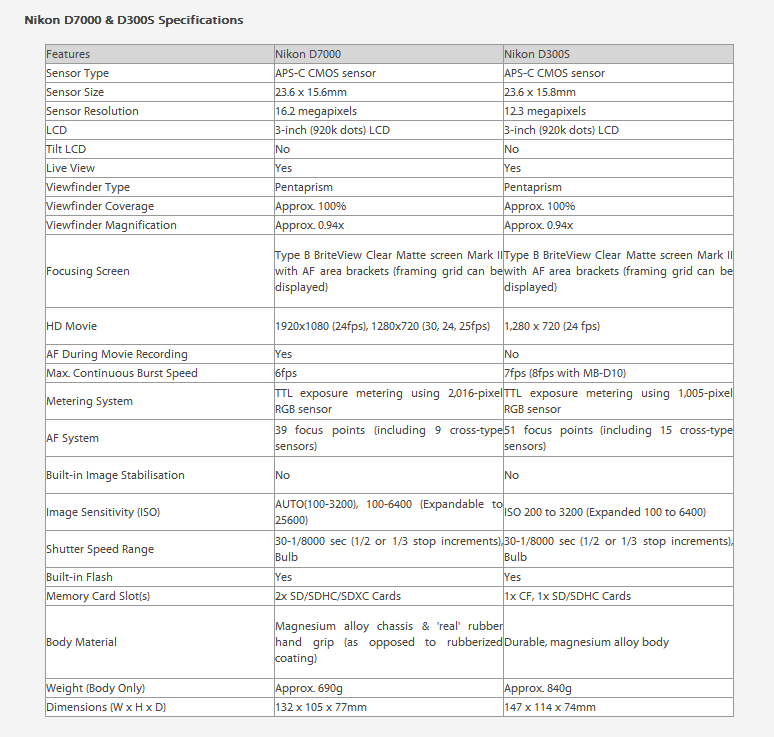 Nikon D7000 & D300S Specifications
Features Nikon D7000 Nikon D300S
Sensor Type APS-C CMOS sensor APS-C CMOS sensor
Sensor Size 23.6 x 15.6mm 23.6 x 15.8mm
Sensor Resolution 16.2 megapixels 12.3 megapixels
LCD 3-inch (920k dots) LCD 3-inch (920k dots) LCD
Tilt LCD No No
Live View Yes Yes
Viewfinder Type Pentaprism Pentaprism
Viewfinder Coverage Approx. 100% Approx. 100%
Viewfinder Magnification Approx. 0.94x Approx. 0.94x
Focusing Screen
Type B BriteView Clear Matte screen Mark II
with AF area brackets (framing grid can be
displayed)
Type B BriteView Clear Matte screen Mark II
with AF area brackets (framing grid can be
displayed)
HD Movie 1920x1080 (24fps), 1280x720 (30, 24, 25fps) 1,280 x 720 (24 fps)
AF During Movie Recording Yes No
Max. Continuous Burst Speed 6fps 7fps (8fps with MB-D10)
Metering System
TTL exposure metering using 2,016-pixel
RGB sensor
TTL exposure metering using 1,005-pixel
RGB sensor
AF System
39 focus points (including 9 cross-type
sensors)
51 focus points (including 15 cross-type
sensors)
Built-in Image Stabilisation No No
Image Sensitivity (ISO)
AUTO(100-3200), 100-6400 (Expandable to
25600)
ISO 200 to 3200 (Expanded 100 to 6400)
Shutter Speed Range
30-1/8000 sec (1/2 or 1/3 stop increments),
Bulb
30-1/8000 sec (1/2 or 1/3 stop increments),
Bulb
Built-in Flash Yes Yes
Memory Card Slot(s) 2x SD/SDHC/SDXC Cards 1x CF, 1x SD/SDHC Cards
Body Material
Magnesium alloy chassis & 'real' rubber
hand grip (as opposed to rubberized
coating)
Durable, magnesium alloy body
Weight (Body Only) Approx. 690g Approx. 840g
Dimensions (W x H x D) 132 x 105 x 77mm 147 x 114 x 74mm